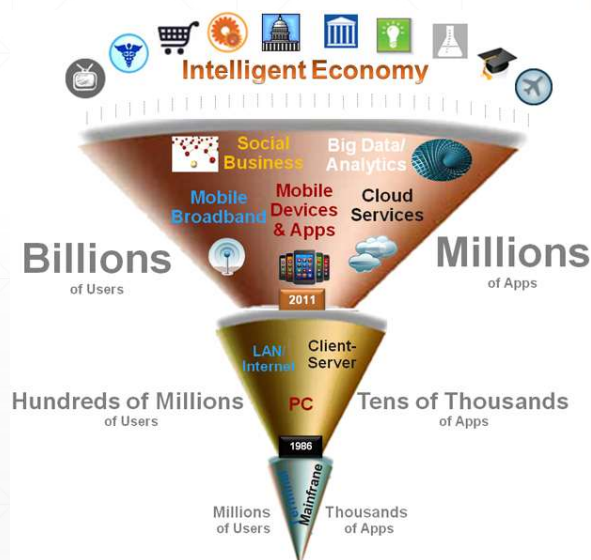 Intelligent Economy
Social
Business
Big Data/
Analytics
Mobile
Broadband
Mobile
Devices
& Apps
Cloud
Services
Billions
of Users
Millions
of Apps
2011
LAN/
Internet
Client-
Server
Hundreds of Millions
of Users
PC
Tens of Thousands
of Apps
1986
Mainframe
Millions
of Users
Thousands
of Apps